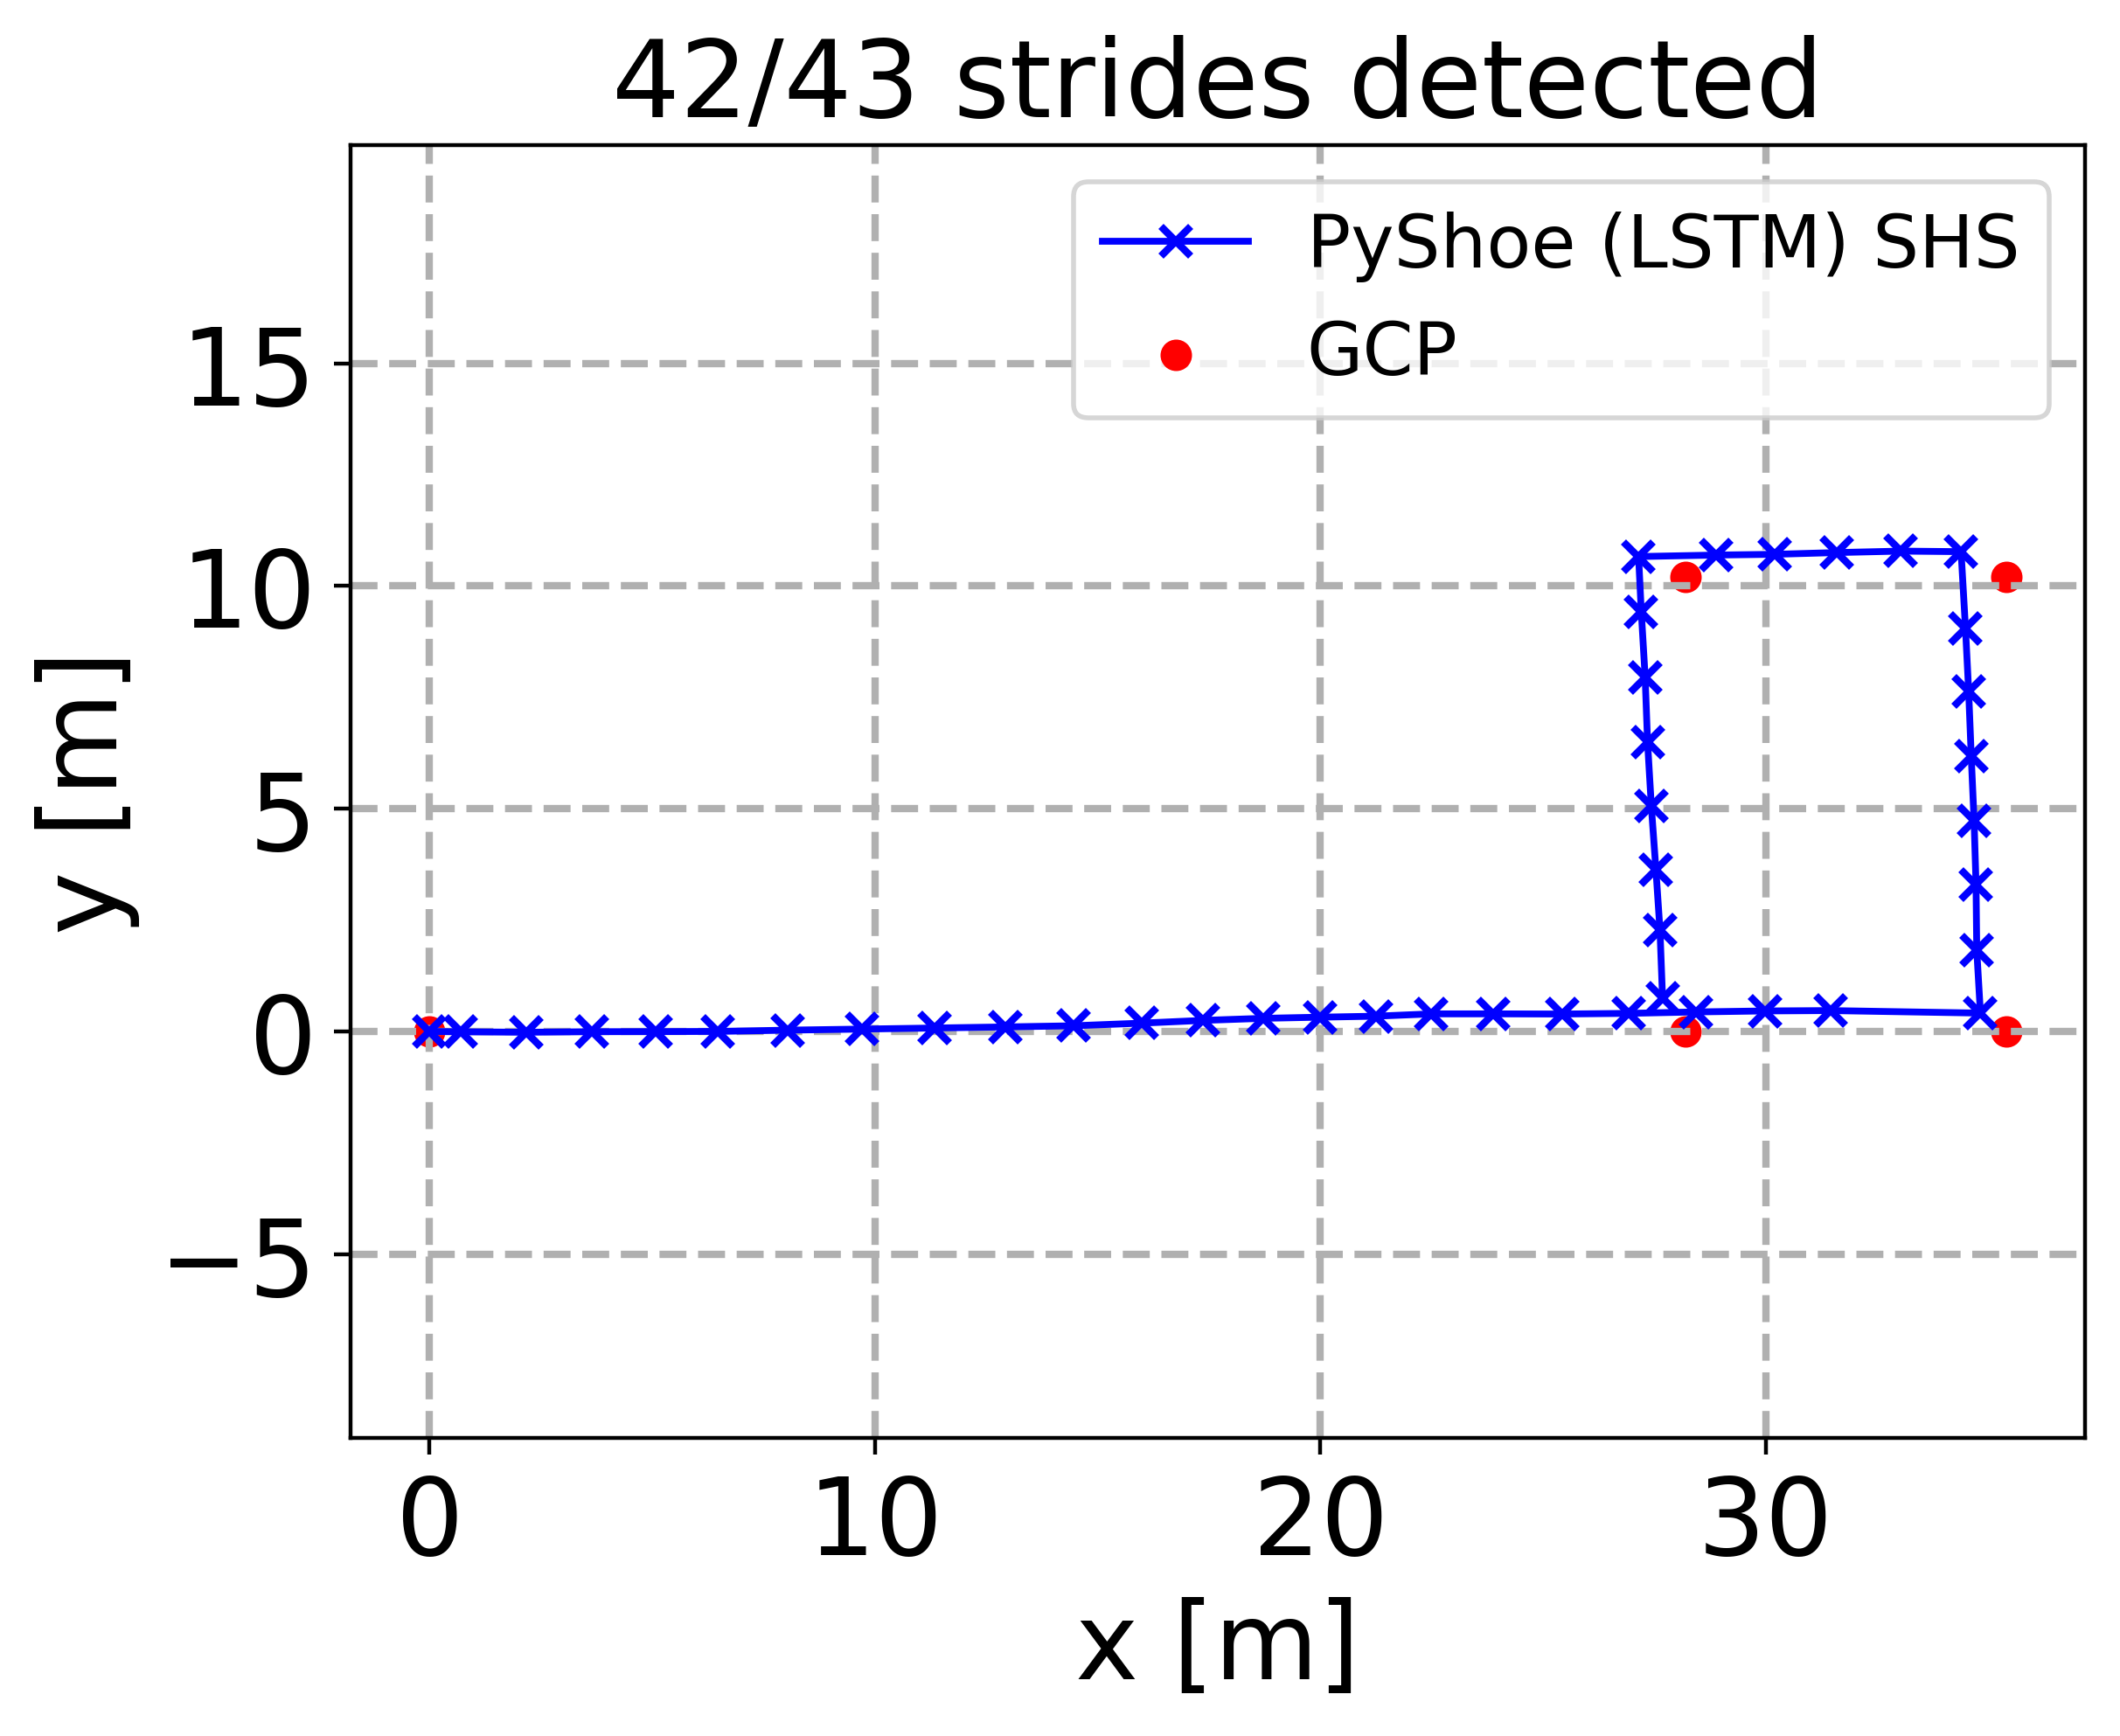 42/43 strides detected
PyShoe (LSTM) SHS
GCP
15
10
5
0
−5
y [m]
0 10 20 30
x [m]